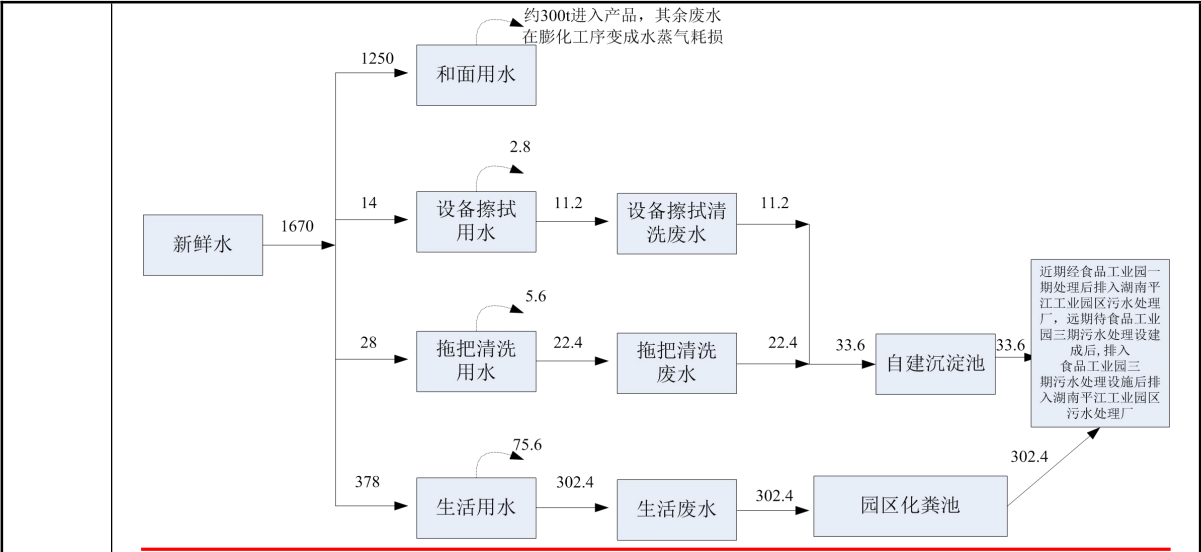 约300t进入产品，其余废水
在膨化工序变成水蒸气耗损
1250
和面用水
2.8
14
设备擦拭
用水
11.2
设备擦拭清
洗废水
11.2
新鲜水
1670
5.6
28
拖把清洗
用水
22.4
拖把清洗
废水
22.4
33.6
自建沉淀池
33.6
近期经食品工业园一
期处理后排入湖南平
江工业园区污水处理
厂，远期待食品工业
园三期污水处理设建
成后,排入
食品工业园三
期污水处理设施后排
入湖南平江工业园区
污水处理厂
75.6
378
生活用水
302.4
生活废水
302.4
园区化粪池
302.4